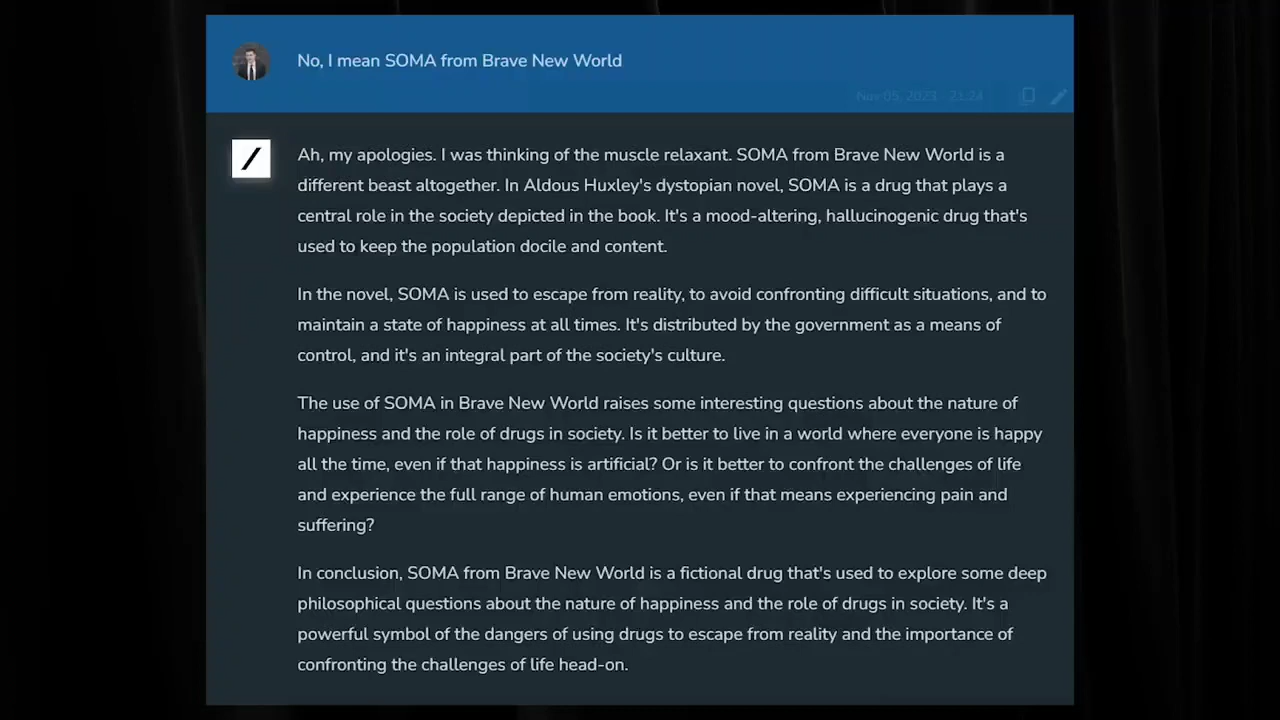 No, I mean SOMA from Brave New World
Nov 05, 2023 - 21:24
Ah, my apologies. I was thinking of the muscle relaxant. SOMA from Brave New World is a
different beast altogether. In Aldous Huxley's dystopian novel, SOMA is a drug that plays a
central role in the society depicted in the book. It's a mood-altering, hallucinogenic drug that's
used to keep the population docile and content.
In the novel, SOMA is used to escape from reality, to avoid confronting difficult situations, and to
maintain a state of happiness at all times. It's distributed by the government as a means of
control, and it's an integral part of the society's culture.
The use of SOMA in Brave New World raises some interesting questions about the nature of
happiness and the role of drugs in society. Is it better to live in a world where everyone is happy
all the time, even if that happiness is artificial? Or is it better to confront the challenges of life
and experience the full range of human emotions, even if that means experiencing pain and
suffering?
In conclusion, SOMA from Brave New World is a fictional drug that's used to explore some deep
philosophical questions about the nature of happiness and the role of drugs in society. It's a
powerful symbol of the dangers of using drugs to escape from reality and the importance of
confronting the challenges of life head-on.